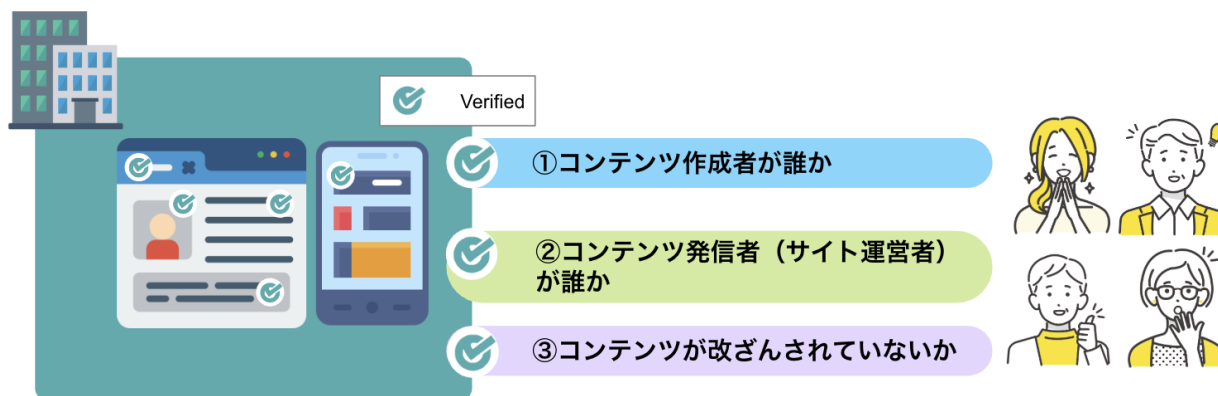 Verified
①コンテンツ作成者が誰か
②コンテンツ発信者（サイト運営者）
が誰か
③コンテンツが改ざんされていないか